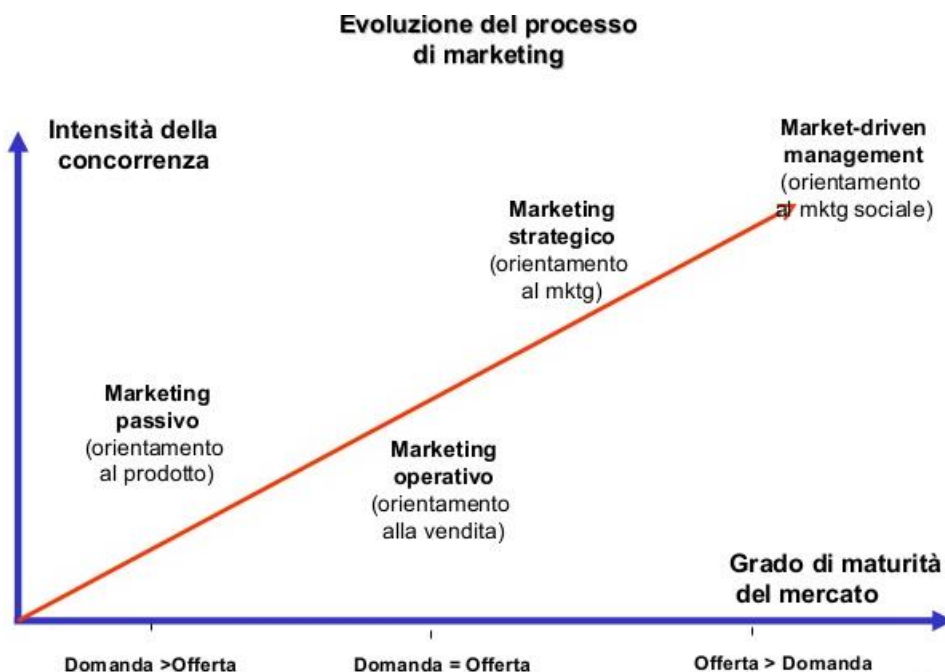 Evoluzione del processo
di marketing
Intensità della
concorrenza
Market-driven
management
(orientamento
al mktg sociale)
Marketing
strategico
(orientamento
al mktg)
Marketing
passivo
(orientamento
al prodotto)
Marketing
operativo
(orientamento
alla vendita)
Grado di maturità
del mercato
Domanda >Offerta
Domanda = Offerta
Offerta > Domanda